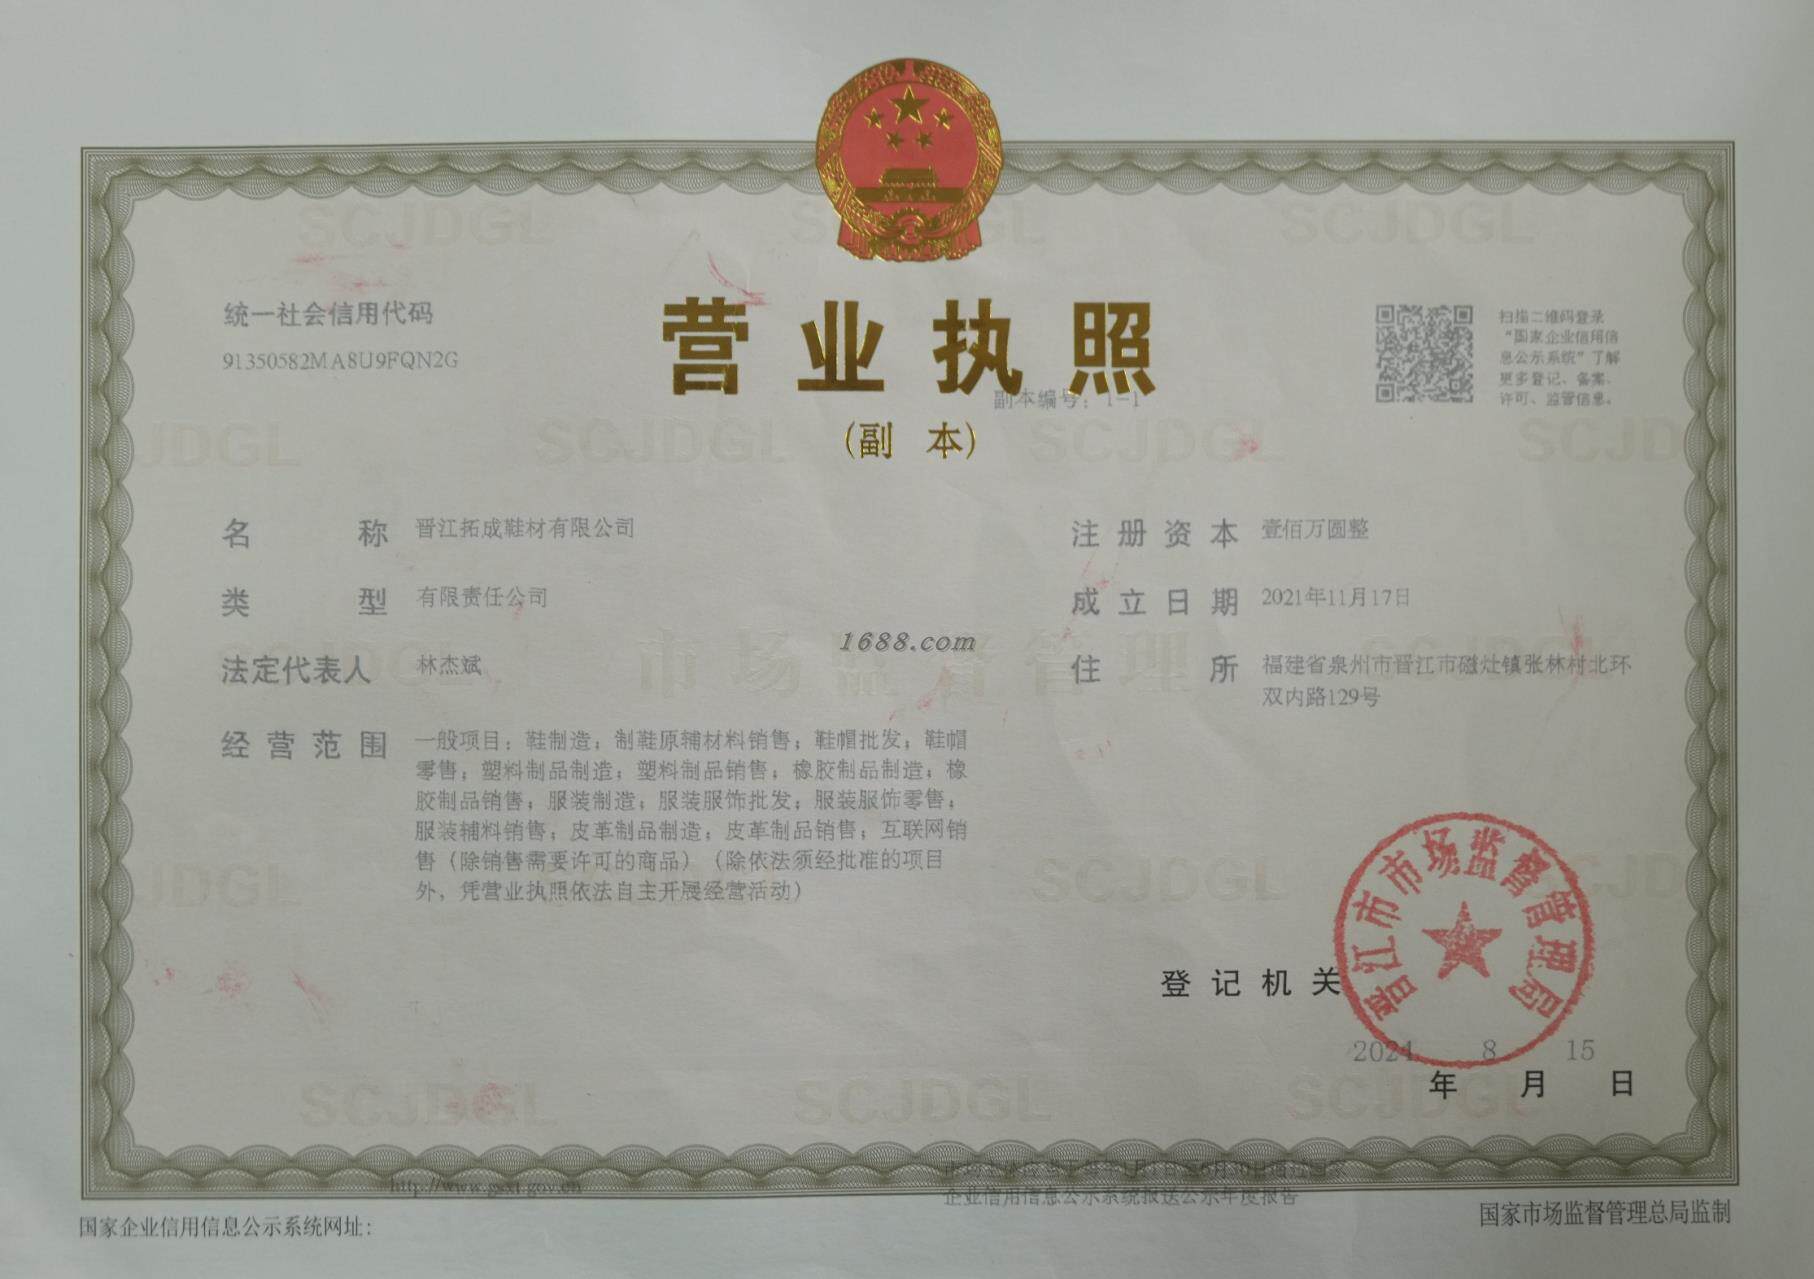 统一社会信用代码
91350582MA8U9FQN2G
营业执照
副本编号：1-1
(副 本)
扫描二维码登录
“国家企业信用信
息公示系统”了解
更多登记、备案、
许可、监管信息。
名 称 晋江拓成鞋材有限公司
类 型 有限责任公司
法定代表人 林杰斌
经营范围 一般项目：鞋制造；制鞋原辅材料销售；鞋帽批发；鞋帽
零售；塑料制品制造；塑料制品销售；橡胶制品制造；橡
胶制品销售；服装制造；服装服饰批发；服装服饰零售；
服装辅料销售；皮革制品制造；皮革制品销售；互联网销
售（除销售需要许可的商品）（除依法须经批准的项目
外，凭营业执照依法自主开展经营活动）
注册资本 壹佰万圆整
成立日期 2021年11月17日
住 所 福建省泉州市晋江市磁灶镇张林村北环
双内路129号
1688.com
市场监督管理
SCJDGL
登记机关
晋江市市场监督管理局
2024 8 15
年 月 日
http://www.gsxt.gov.cn
国家企业信用信息公示系统网址：
企业信用信息公示系统报送公示年度报告
国家市场监督管理总局监制